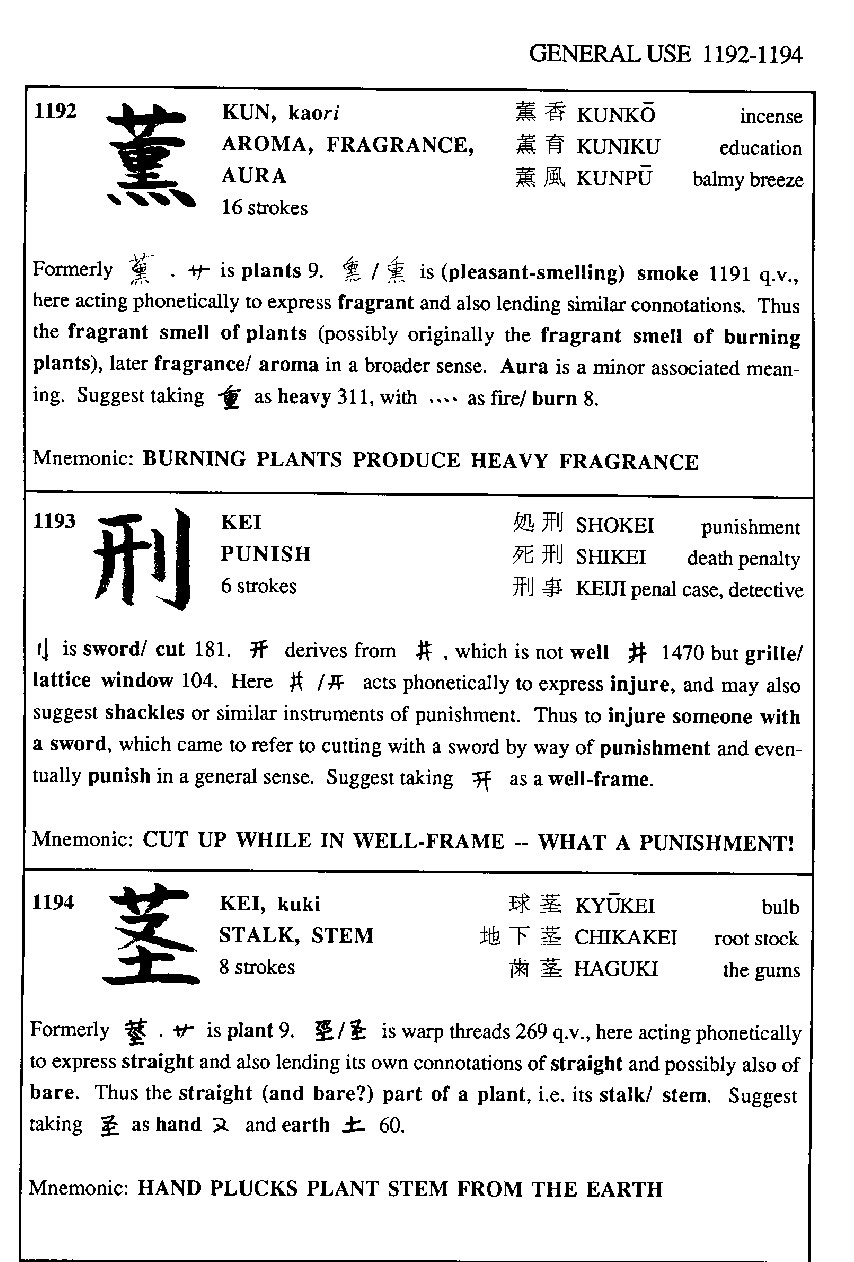 GENERAL USE 1192-1194
1192 薫 KUN, kaori 薫香 KUNKŌ incense
AROMA, FRAGRANCE, 薫育 KUNIKU education
AURA 薫風 KUNPŪ balmy breeze
16 strokes
Formerly 薰 . 艹 is plants 9. / is (pleasant-smelling) smoke 1191 q.v.,
here acting phonetically to express fragrant and also lending similar connotations. Thus
the fragrant smell of plants (possibly originally the fragrant smell of burning
plants), later fragrance/ aroma in a broader sense. Aura is a minor associated mean-
ing. Suggest taking 重 as heavy 311, with 灬 as fire/ burn 8.
Mnemonic: BURNING PLANTS PRODUCE HEAVY FRAGRANCE
1193 刑 KEI 処刑 SHOKEI punishment
PUNISH 死刑 SHIKEI death penalty
6 strokes 刑事 KEIJI penal case, detective
刂 is sword/ cut 181. 开 derives from 井 , which is not well 井 1470 but grille/
lattice window 104. Here 井 /开 acts phonetically to express injure, and may also
suggest shackles or similar instruments of punishment. Thus to injure someone with
a sword, which came to refer to cutting with a sword by way of punishment and even-
tually punish in a general sense. Suggest taking 开 as a well-frame.
Mnemonic: CUT UP WHILE IN WELL-FRAME -- WHAT A PUNISHMENT!
1194 茎 KEI, kuki 球茎 KYŪKEI bulb
STALK, STEM 地下茎 CHIKAKEI root stock
8 strokes 歯茎 HAGUKI the gums
Formerly 莖 . 艹 is plant 9. 巠/圣 is warp threads 269 q.v., here acting phonetically
to express straight and also lending its own connotations of straight and possibly also of
bare. Thus the straight (and bare?) part of a plant, i.e. its stalk/ stem. Suggest
taking 圣 as hand 又 and earth 土 60.
Mnemonic: HAND PLUCKS PLANT STEM FROM THE EARTH